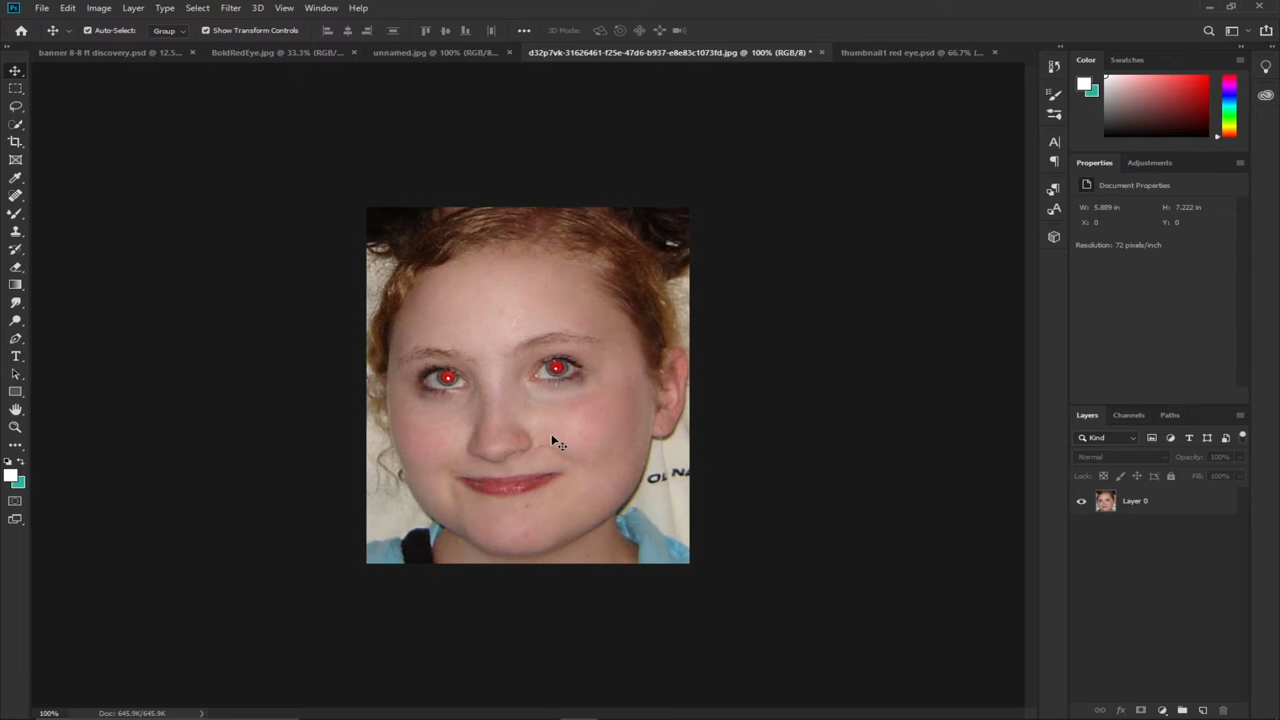 Ps File Edit Image Layer Type Select Filter 3D View Window Help
Auto-Select: Group Show Transform Controls 3D Mode:
banner 8-8 ft discovery.psd @ 12.5... × BoldRedEye.jpg @ 33.3% (RGB/... × unnamed.jpg @ 100% (RGB/8... × d32p7vk-31626461-f25e-47d6-b937-e8e83c1073fd.jpg @ 100% (RGB/8) * × thumbnail1 red eye.psd @ 66.7% (... ×
Color Swatches
Properties Adjustments
Document Properties
W: 5.889 in H: 7.222 in
X: 0 Y: 0
Resolution: 72 pixels/inch
OL NA
Layers Channels Paths
Kind
Normal Opacity: 100%
Lock: Fill: 100%
Layer 0
100% Doc: 645.9K/645.9K